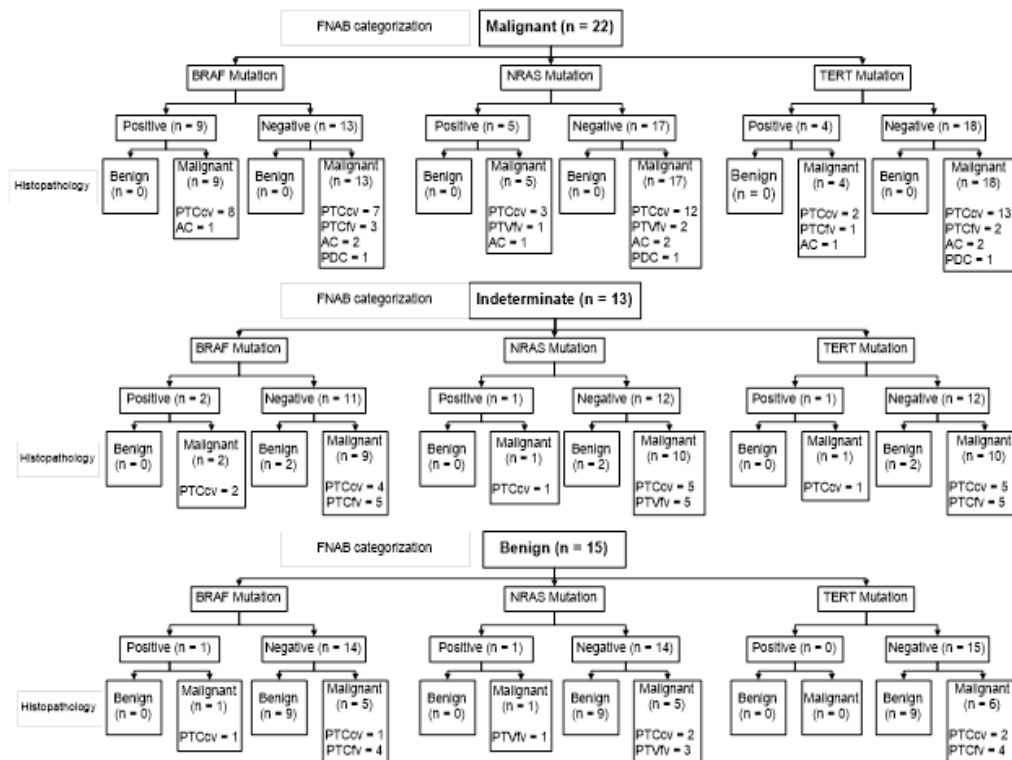 FNAB categorization Malignant (n = 22)
BRAF Mutation NRAS Mutation TERT Mutation
Positive (n = 9) Negative (n = 13) Positive (n = 5) Negative (n = 17) Positive (n = 4) Negative (n = 18)
Histopathology
Benign
(n = 0)
Malignant
(n = 9)
PTCcv = 8
AC = 1
Benign
(n = 0)
Malignant
(n = 13)
PTCcv = 7
PTCfv = 3
AC = 2
PDC = 1
Benign
(n = 0)
Malignant
(n = 5)
PTCcv = 3
PTVfv = 1
AC = 1
Benign
(n = 0)
Malignant
(n = 17)
PTCcv = 12
PTVfv = 2
AC = 2
PDC = 1
Benign
(n = 0)
Malignant
(n = 4)
PTCcv = 2
PTCfv = 1
AC = 1
Benign
(n = 0)
Malignant
(n = 18)
PTCcv = 13
PTCfv = 2
AC = 2
PDC = 1
FNAB categorization Indeterminate (n = 13)
BRAF Mutation NRAS Mutation TERT Mutation
Positive (n = 2) Negative (n = 11) Positive (n = 1) Negative (n = 12) Positive (n = 1) Negative (n = 12)
Histopathology
Benign
(n = 0)
Malignant
(n = 2)
PTCcv = 2
Benign
(n = 2)
Malignant
(n = 9)
PTCcv = 4
PTCfv = 5
Benign
(n = 0)
Malignant
(n = 1)
PTCcv = 1
Benign
(n = 2)
Malignant
(n = 10)
PTCcv = 5
PTVfv = 5
Benign
(n = 0)
Malignant
(n = 1)
PTCcv = 1
Benign
(n = 2)
Malignant
(n = 10)
PTCcv = 5
PTCfv = 5
FNAB categorization Benign (n = 15)
BRAF Mutation NRAS Mutation TERT Mutation
Positive (n = 1) Negative (n = 14) Positive (n = 1) Negative (n = 14) Positive (n = 0) Negative (n = 15)
Histopathology
Benign
(n = 0)
Malignant
(n = 1)
PTCcv = 1
Benign
(n = 9)
Malignant
(n = 5)
PTCcv = 1
PTCfv = 4
Benign
(n = 0)
Malignant
(n = 1)
PTVfv = 1
Benign
(n = 9)
Malignant
(n = 5)
PTCcv = 2
PTVfv = 3
Benign
(n = 0)
Malignant
(n = 0)
Benign
(n = 9)
Malignant
(n = 6)
PTCcv = 2
PTCfv = 4